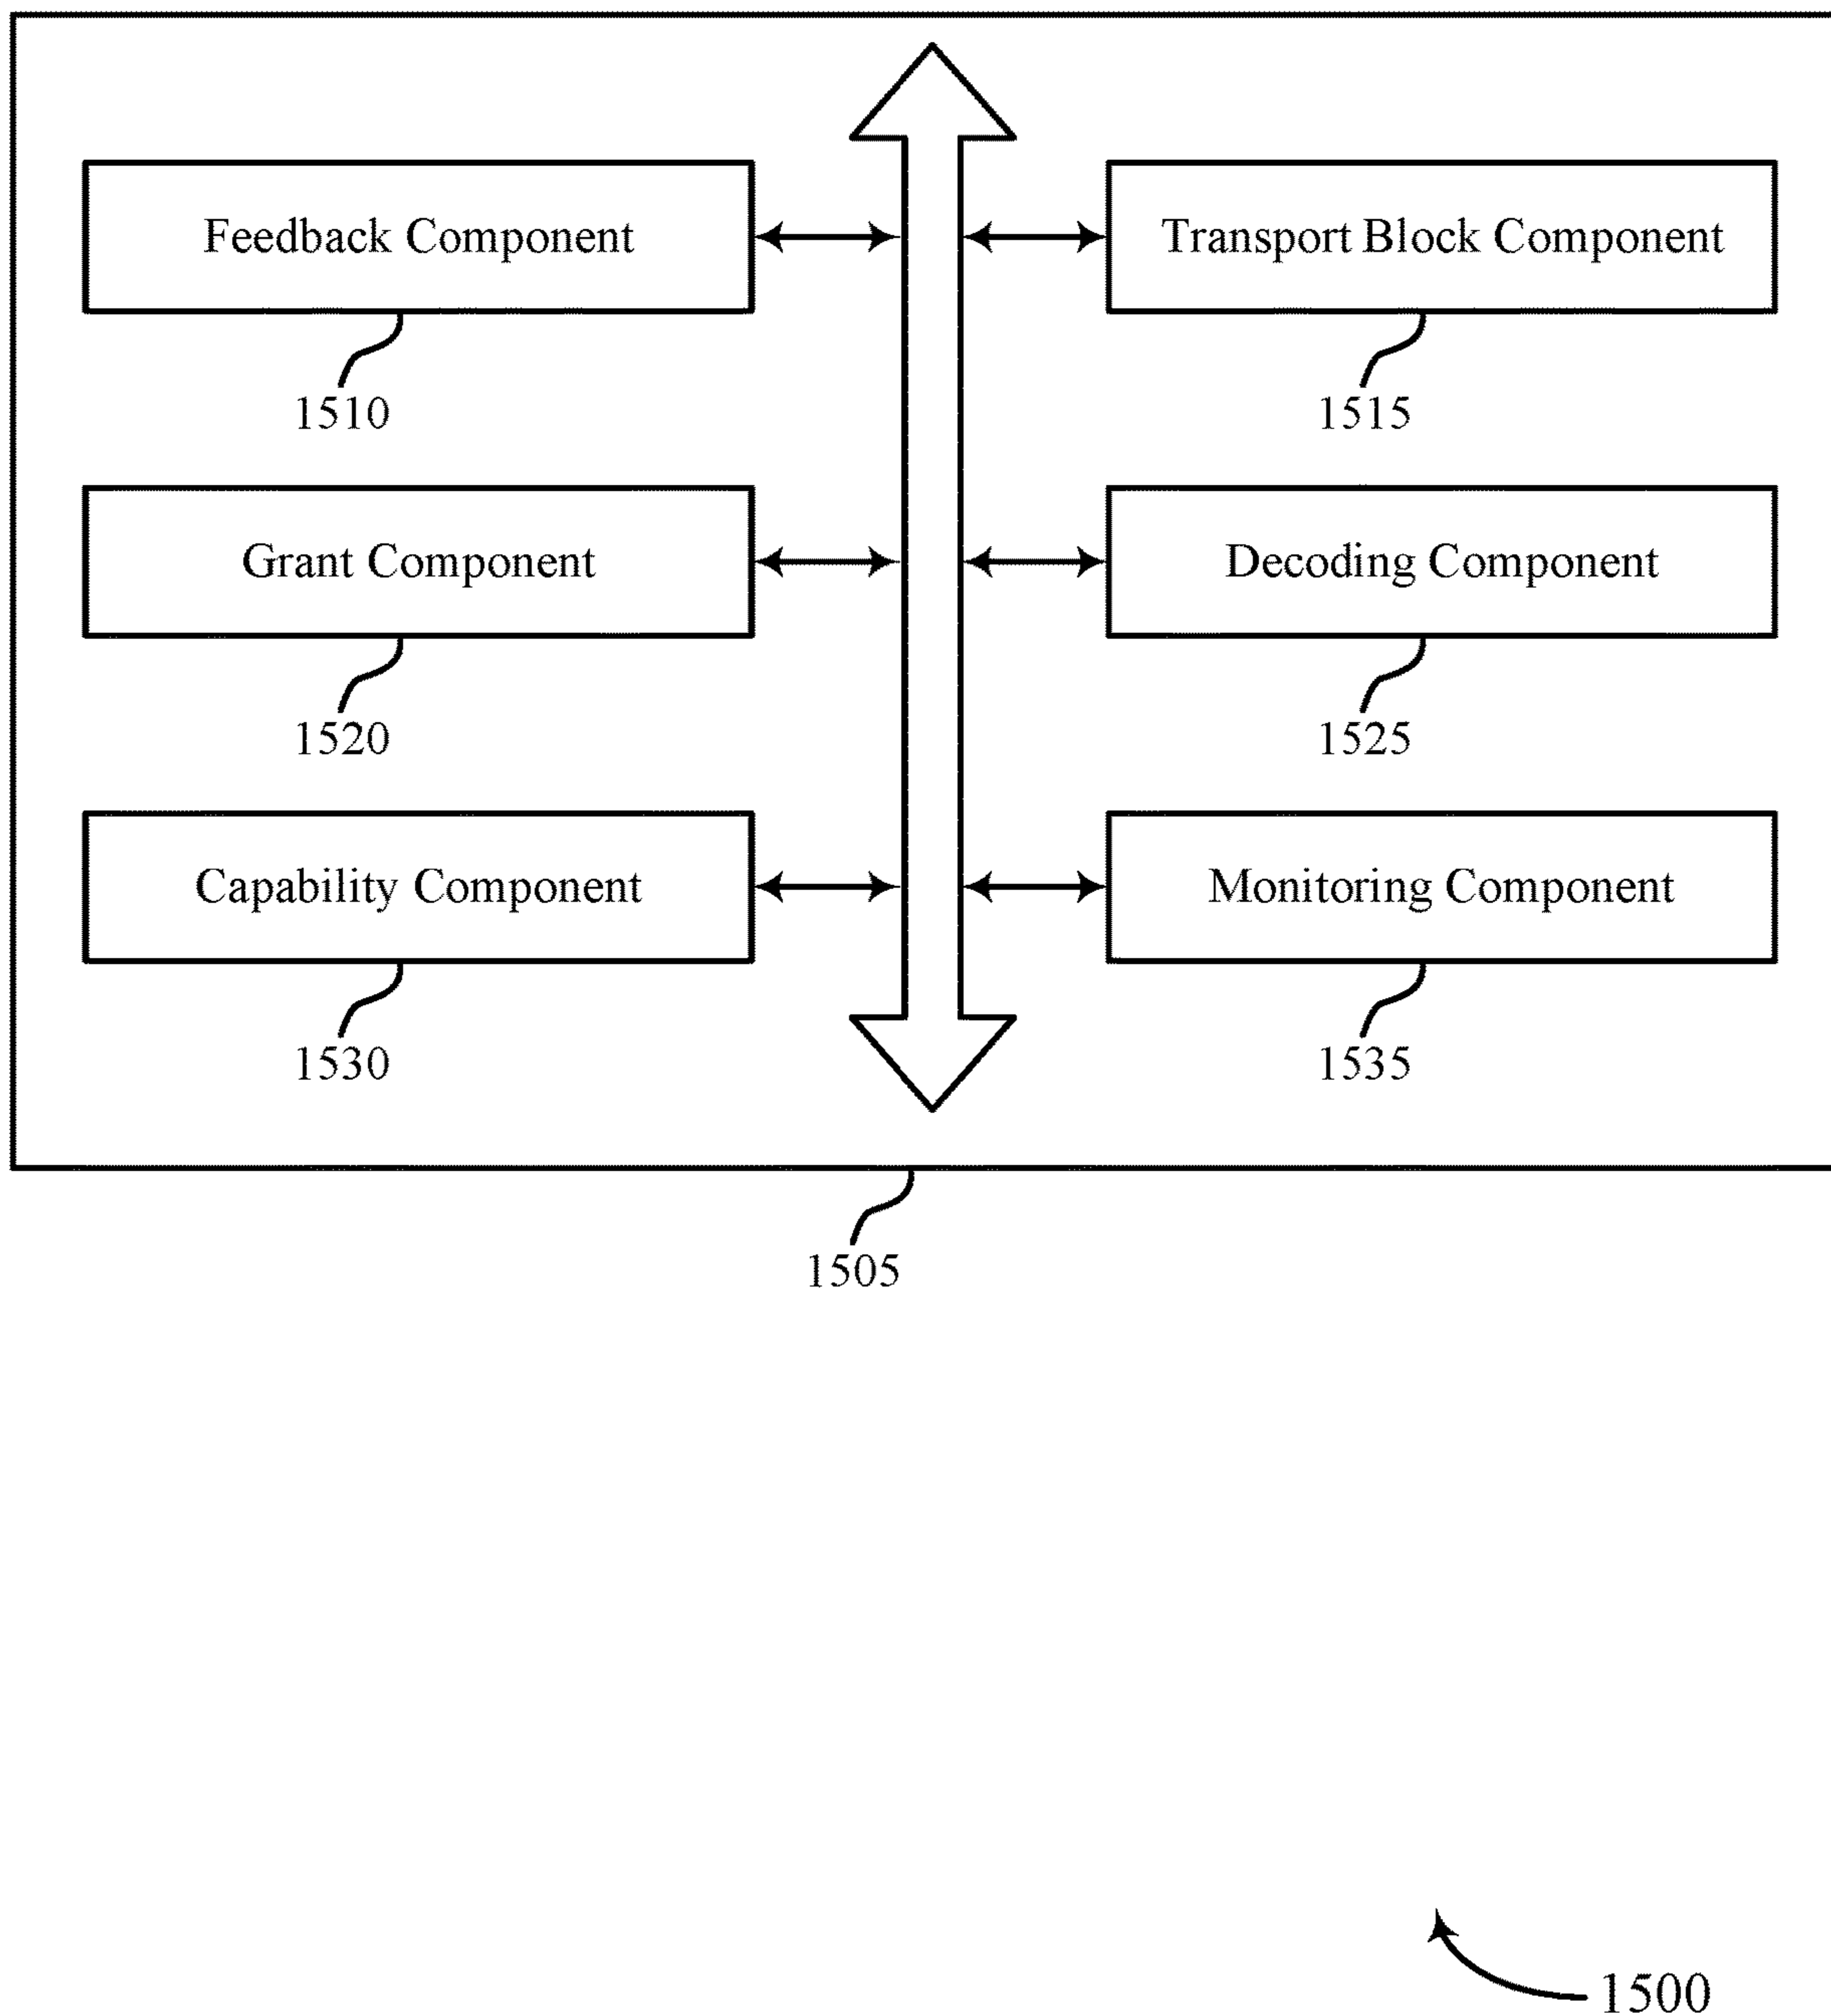 Feedback Component
Transport Block Component
1510
1515
Grant Component
Decoding Component
1520
1525
Capability Component
Monitoring Component
1530
1535
1505
1500